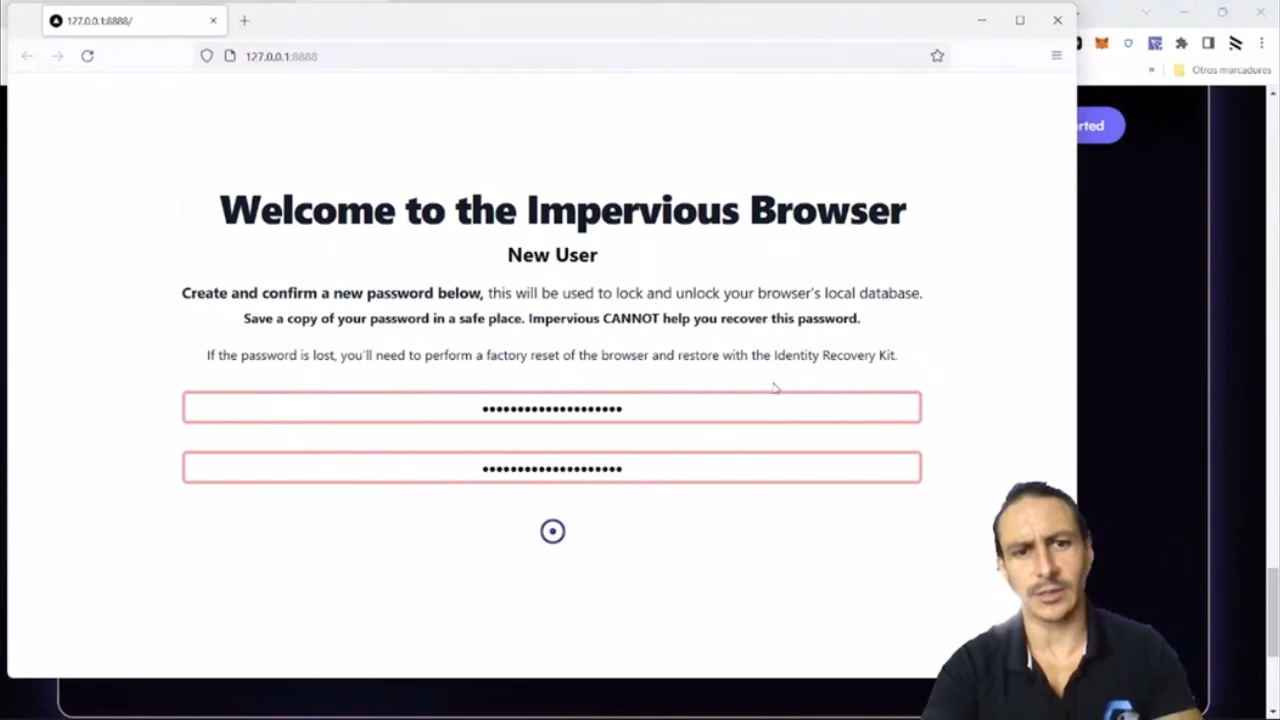 127.0.0.1:8888/
127.0.0.1:8888
Otros marcadores
rted
Welcome to the Impervious Browser
New User
Create and confirm a new password below, this will be used to lock and unlock your browser's local database.
Save a copy of your password in a safe place. Impervious CANNOT help you recover this password.
If the password is lost, you'll need to perform a factory reset of the browser and restore with the Identity Recovery Kit.